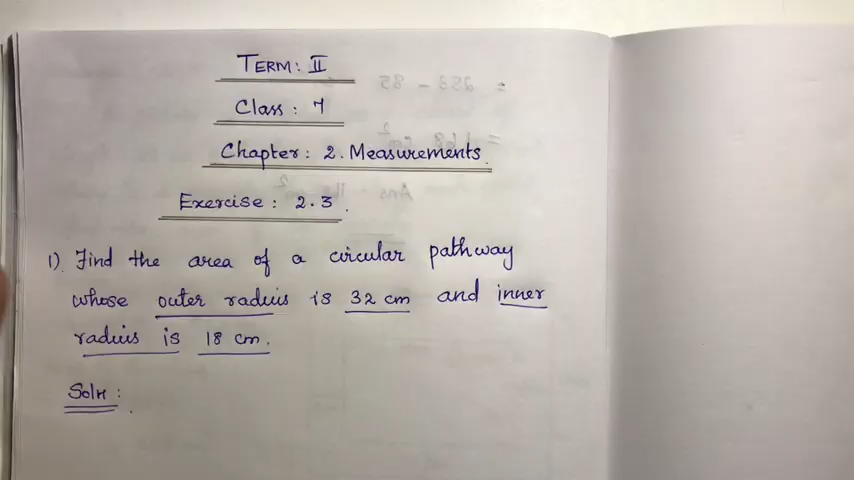 TERM: II
Class: 7
Chapter: 2. Measurements.
Exercise: 2.3.
1). Find the area of a circular pathway
whose outer radius is 32 cm and inner
radius is 18 cm.
Soln: